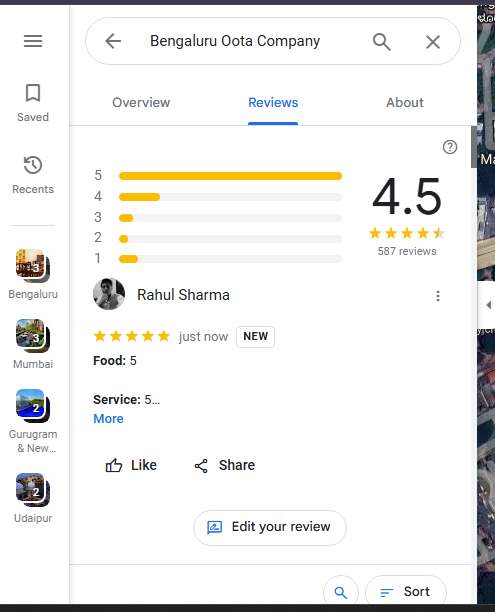 Bengaluru Oota Company
Overview
Reviews
About
Saved
Recents
3
Bengaluru
3
Mumbai
2
Gurugram
& New...
2
Udaipur
5
4
3
2
1
4.5
587 reviews
Rahul Sharma
just now NEW
Food: 5
Service: 5...
More
Like
Share
Edit your review
Sort
Ma